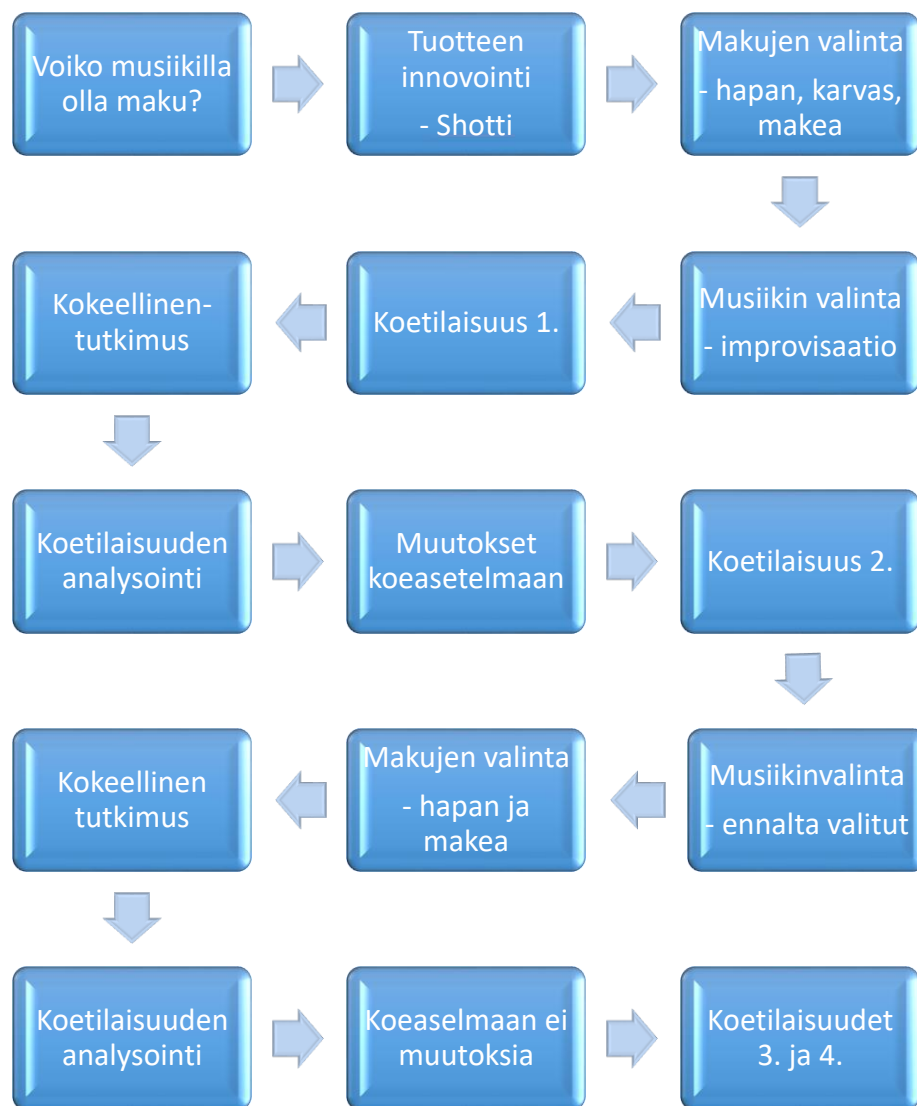 Voiko musiikilla
olla maku?
Tuotteen
innovointi
- Shotti
Makujen valinta
- hapan, karvas,
makea
Musiikin valinta
- improvisaatio
Koetilaisuus 1.
Kokeellinen-
tutkimus
Koetilaisuuden
analysointi
Muutokset
koeasetelmaan
Koetilaisuus 2.
Musiikinvalinta
- ennalta valitut
Makujen valinta
- hapan ja
makea
Kokeellinen
tutkimus
Koetilaisuuden
analysointi
Koeaselmaan ei
muutoksia
Koetilaisuudet
3. ja 4.